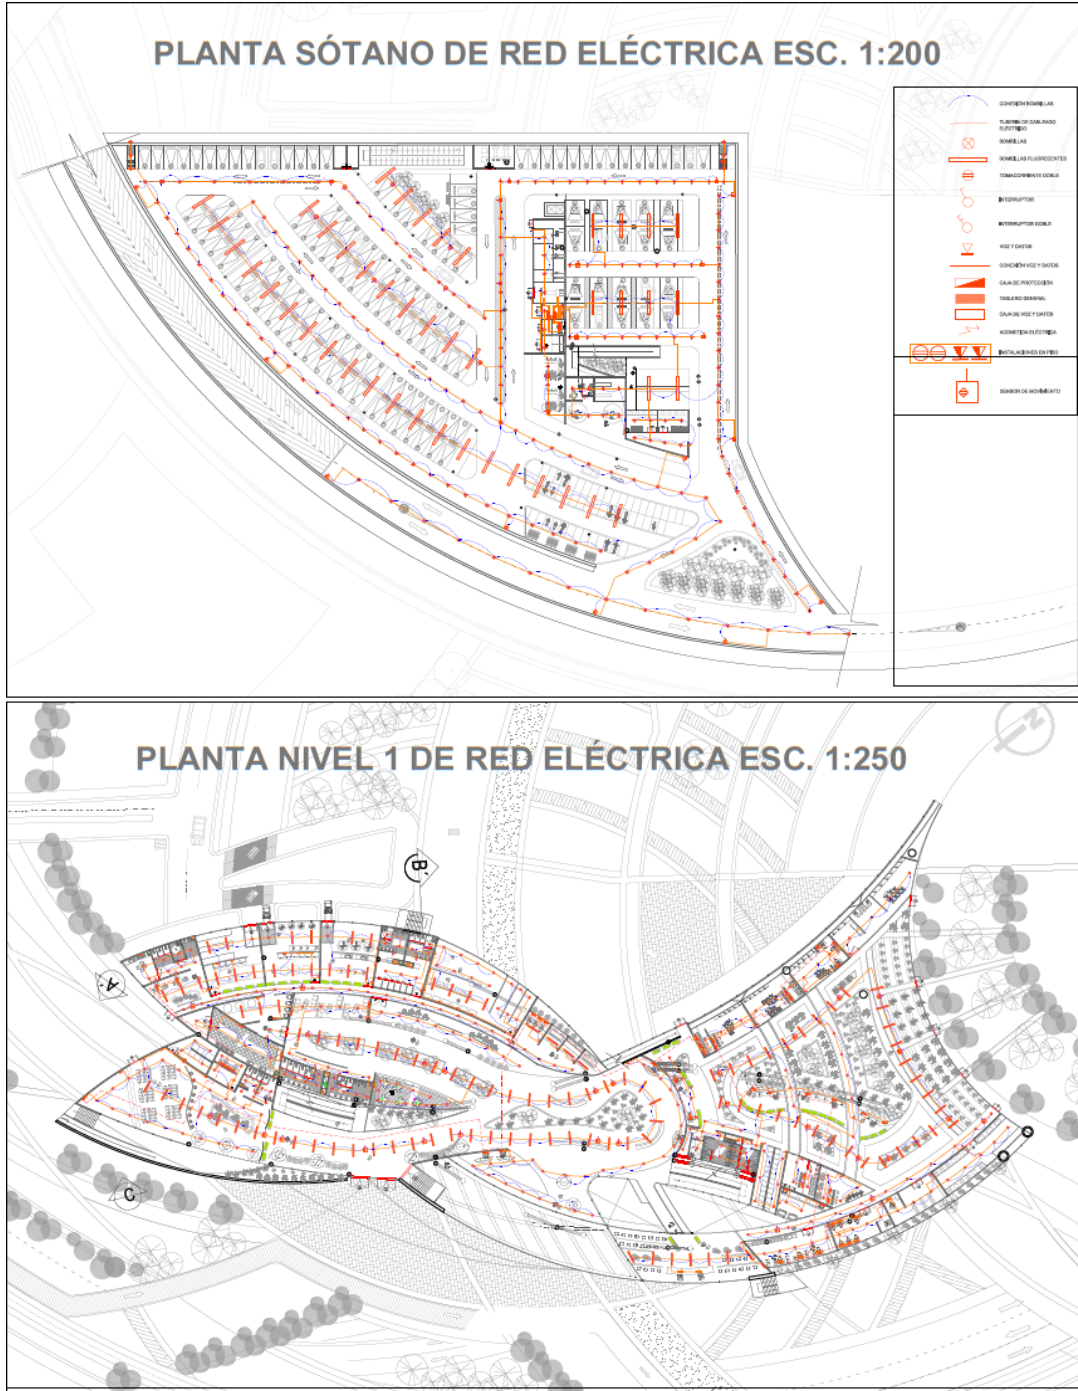 PLANTA SÓTANO DE RED ELÉCTRICA ESC. 1:200
CONEXIÓN BOMBILLAS
TUBERÍA DE CABLEADO
ELÉCTRICO
BOMBILLAS
BOMBILLAS FLUORECENTES
TOMACORRIENTE DOBLE
INTERRUPTOR
INTERRUPTOR DOBLE
VOZ Y DATOS
CONEXIÓN VOZ Y DATOS
CAJA DE PROTECCIÓN
TABLERO GENERAL
CAJA DE VOZ Y DATOS
ACOMETIDA ELÉCTRICA
INSTALACIONES EN PISO
SENSOR DE MOVIMIENTO
PLANTA NIVEL 1 DE RED ELÉCTRICA ESC. 1:250
N
B'
A'
C